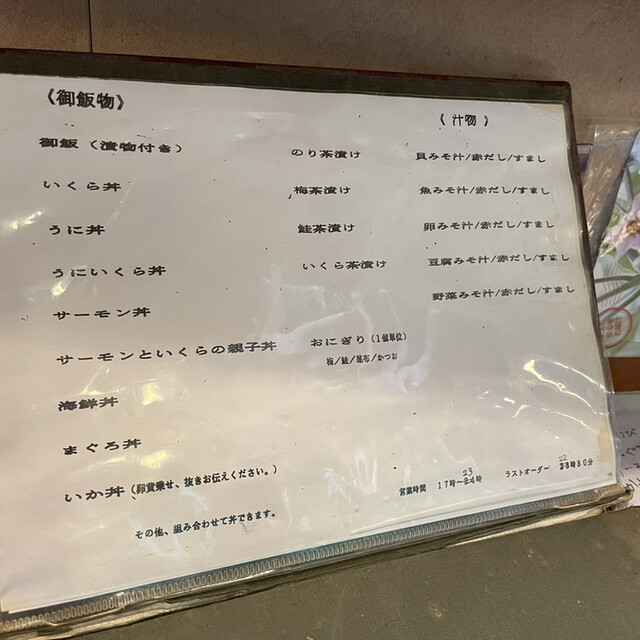 《御飯物》
御飯(漬物付き)
いくら丼
うに丼
うにいくら丼
サーモン丼
サーモンといくらの親子丼
海鮮丼
まぐろ丼
いか丼(卵黄乗せ、抜きお伝えください。)
その他、組み合わせて丼できます。
のり茶漬け
梅茶漬け
鮭茶漬け
いくら茶漬け
おにぎり(1個単位)
梅/鮭/昆布/かつお
《汁物》
貝みそ汁/赤だし/すまし
魚みそ汁/赤だし/すまし
卵みそ汁/赤だし/すまし
豆腐みそ汁/赤だし/すまし
野菜みそ汁/赤だし/すまし
営業時間 17時~23時 ラストオーダー 22時30分